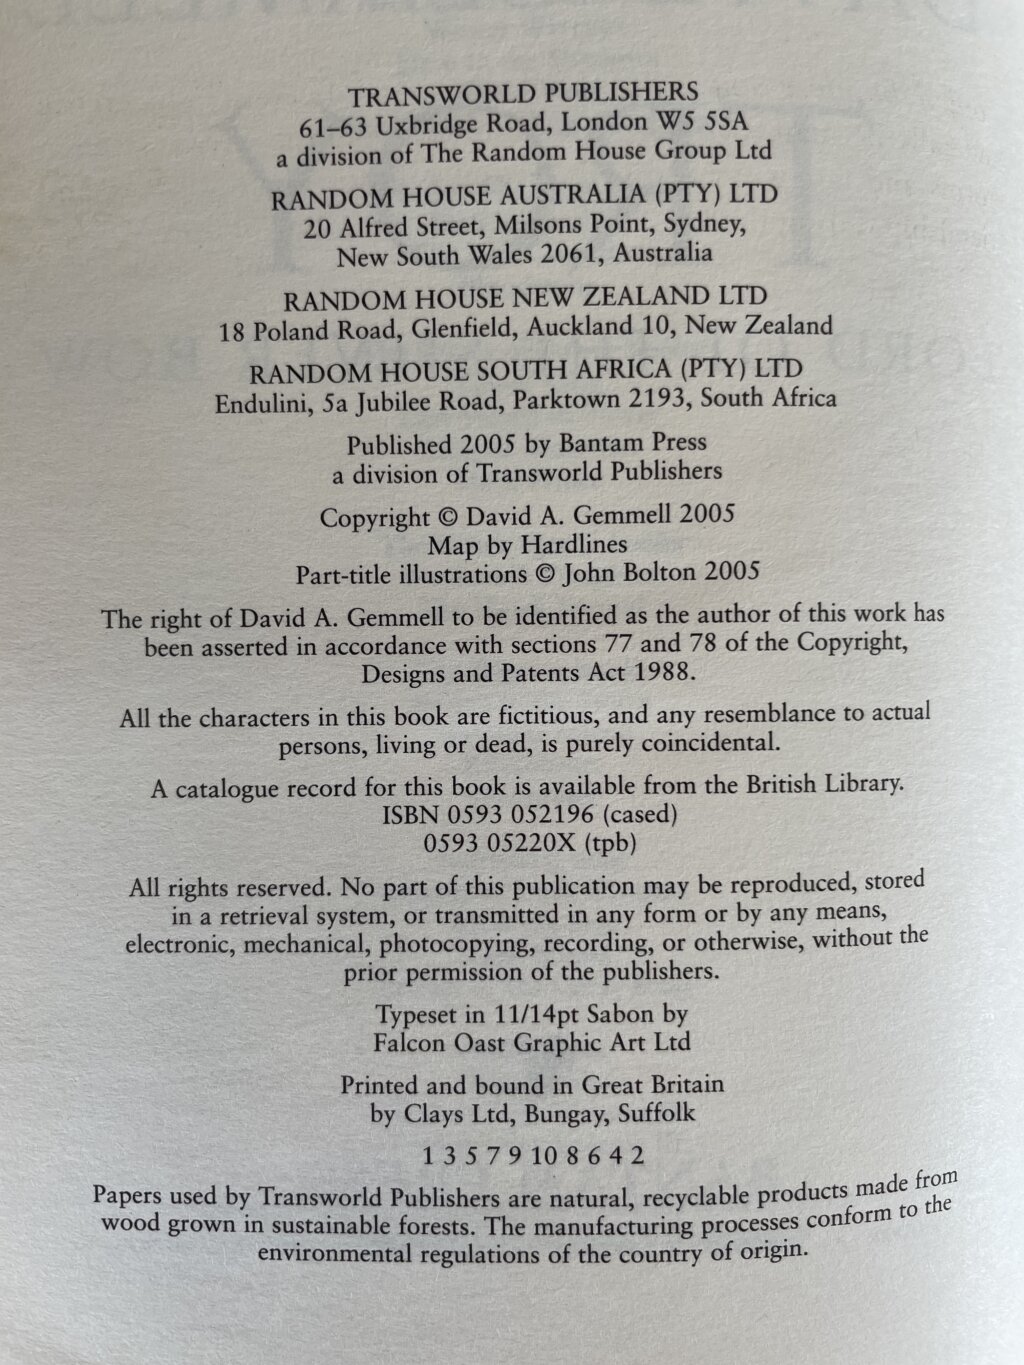 TRANSWORLD PUBLISHERS
61–63 Uxbridge Road, London W5 5SA
a division of The Random House Group Ltd
RANDOM HOUSE AUSTRALIA (PTY) LTD
20 Alfred Street, Milsons Point, Sydney,
New South Wales 2061, Australia
RANDOM HOUSE NEW ZEALAND LTD
18 Poland Road, Glenfield, Auckland 10, New Zealand
RANDOM HOUSE SOUTH AFRICA (PTY) LTD
Endulini, 5a Jubilee Road, Parktown 2193, South Africa
Published 2005 by Bantam Press
a division of Transworld Publishers
Copyright © David A. Gemmell 2005
Map by Hardlines
Part-title illustrations © John Bolton 2005
The right of David A. Gemmell to be identified as the author of this work has
been asserted in accordance with sections 77 and 78 of the Copyright,
Designs and Patents Act 1988.
All the characters in this book are fictitious, and any resemblance to actual
persons, living or dead, is purely coincidental.
A catalogue record for this book is available from the British Library.
ISBN 0593 052196 (cased)
0593 05220X (tpb)
All rights reserved. No part of this publication may be reproduced, stored
in a retrieval system, or transmitted in any form or by any means,
electronic, mechanical, photocopying, recording, or otherwise, without the
prior permission of the publishers.
Typeset in 11/14pt Sabon by
Falcon Oast Graphic Art Ltd
Printed and bound in Great Britain
by Clays Ltd, Bungay, Suffolk
1 3 5 7 9 10 8 6 4 2
Papers used by Transworld Publishers are natural, recyclable products made from
wood grown in sustainable forests. The manufacturing processes conform to the
environmental regulations of the country of origin.